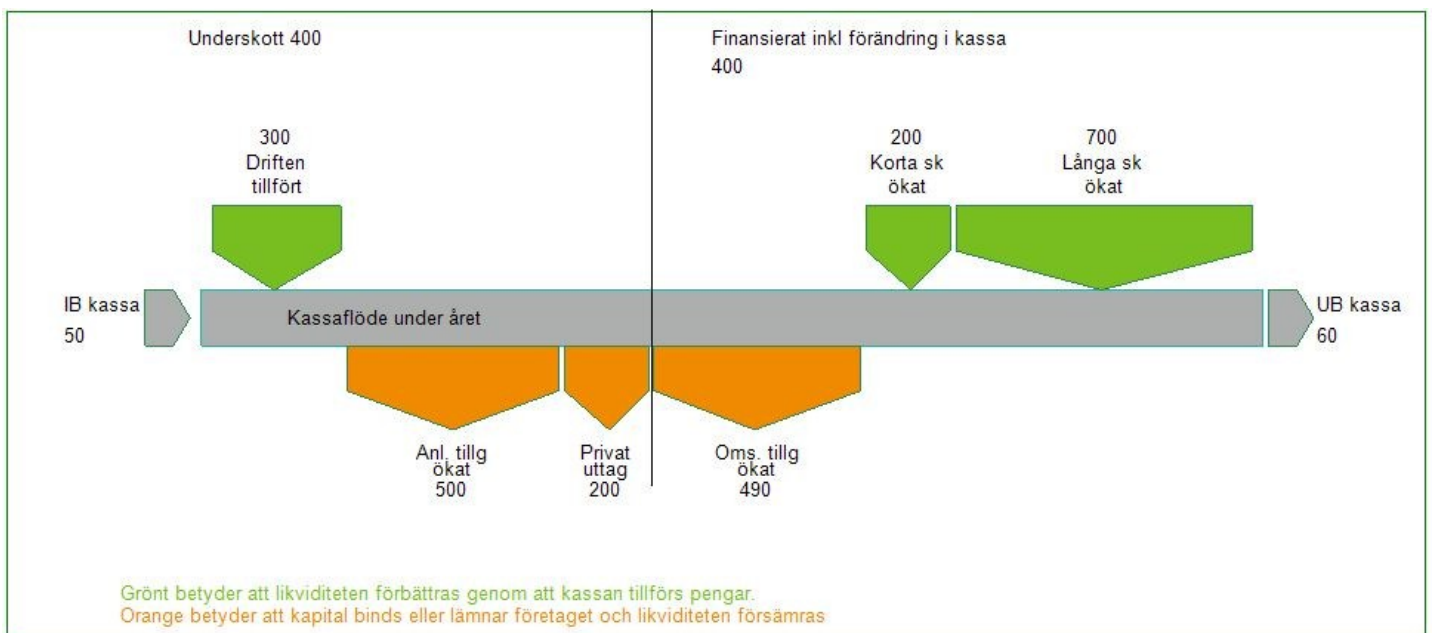 Underskott 400
Finansierat inkl förändring i kassa
400
300
Driften
tillfört
200
Korta sk
ökat
700
Långa sk
ökat
IB kassa
50
Kassaflöde under året
UB kassa
60
Anl. tillg
ökat
500
Privat
uttag
200
Oms. tillg
ökat
490
Grönt betyder att likviditeten förbättras genom att kassan tillförs pengar.
Orange betyder att kapital binds eller lämnar företaget och likviditeten försämras